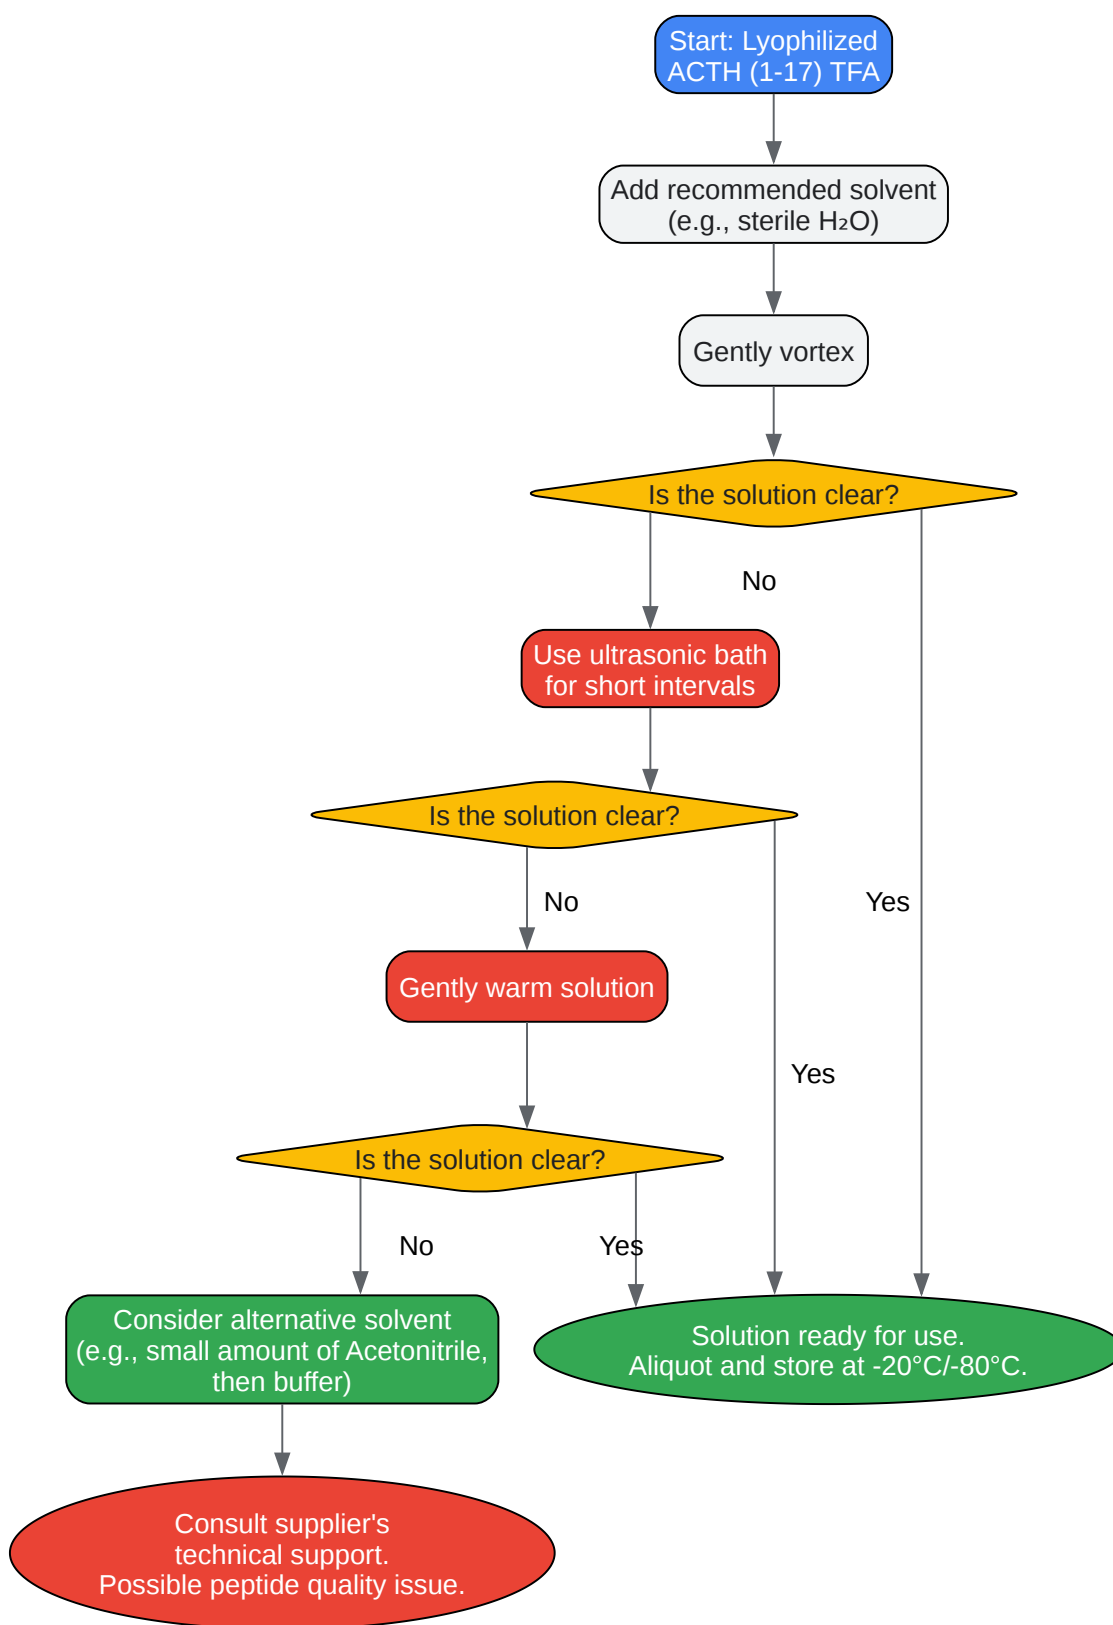 Start: Lyophilized
ACTH (1-17) TFA
Add recommended solvent
(e.g., sterile H₂O)
Gently vortex
Is the solution clear?
No
Use ultrasonic bath
for short intervals
Is the solution clear?
No
Yes
Gently warm solution
Yes
Is the solution clear?
No
Yes
Consider alternative solvent
(e.g., small amount of Acetonitrile,
then buffer)
Solution ready for use.
Aliquot and store at -20°C/-80°C.
Consult supplier's
technical support.
Possible peptide quality issue.